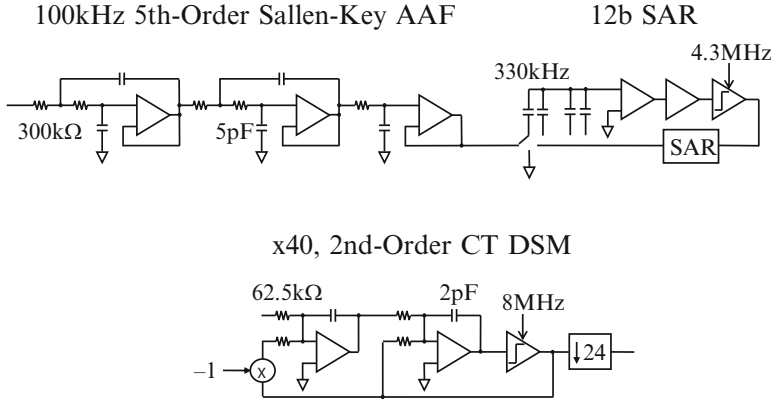 100kHz 5th-Order Sallen-Key AAF
12b SAR
4.3MHz
330kHz
300kΩ
5pF
SAR
x40, 2nd-Order CT DSM
62.5kΩ
2pF
8MHz
–1
x
↓24